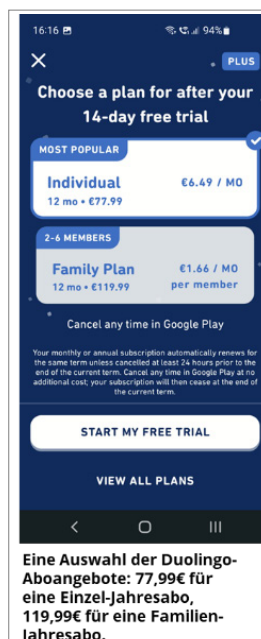 16:16 94%
PLUS
Choose a plan for after your
14-day free trial
MOST POPULAR
Individual €6.49 / MO
12 mo • €77.99
2-6 MEMBERS
Family Plan €1.66 / MO
12 mo • €119.99 per member
Cancel any time in Google Play
Your monthly or annual subscription automatically renews for
the same term unless cancelled at least 24 hours prior to the
end of the current term. Cancel any time in Google Play at no
additional cost; your subscription will then cease at the end of
the current term.
START MY FREE TRIAL
VIEW ALL PLANS
Eine Auswahl der Duolingo-
Aboangebote: 77,99€ für
eine Einzel-Jahresabo,
119,99€ für eine Familien-
Jahresabo.